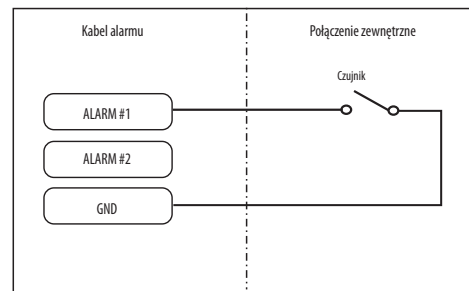 Kabel alarmu
Połączenie zewnętrzne
Czujnik
ALARM #1
ALARM #2
GND